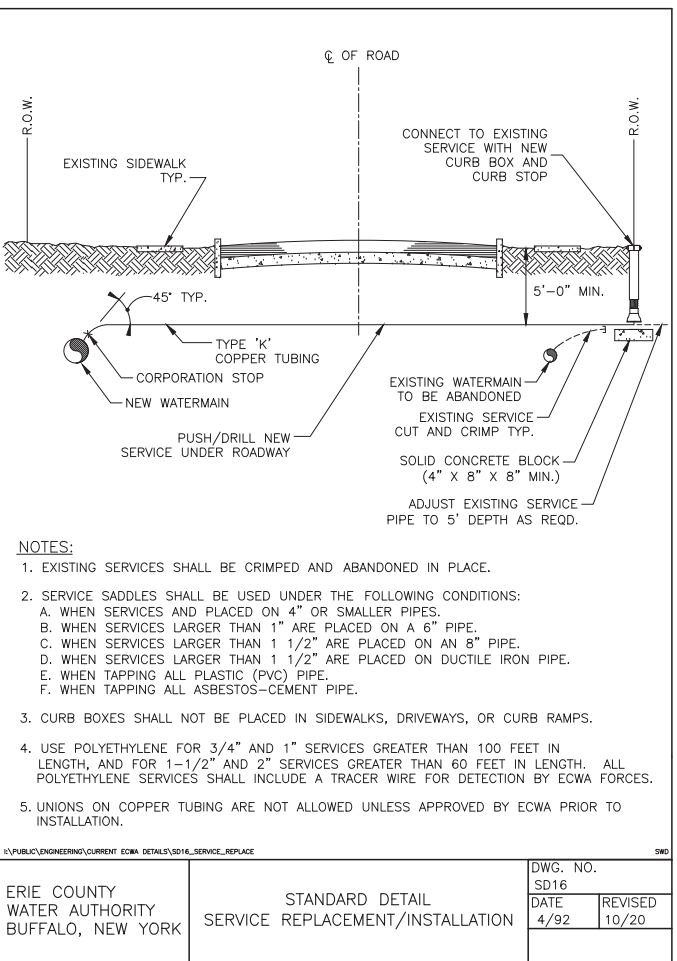 ℄ OF ROAD
R.O.W.
R.O.W.
CONNECT TO EXISTING
SERVICE WITH NEW
CURB BOX AND
CURB STOP
EXISTING SIDEWALK
TYP.
5'-0" MIN.
45° TYP.
TYPE 'K'
COPPER TUBING
CORPORATION STOP
NEW WATERMAIN
EXISTING WATERMAIN
TO BE ABANDONED
EXISTING SERVICE
CUT AND CRIMP TYP.
PUSH/DRILL NEW
SERVICE UNDER ROADWAY
SOLID CONCRETE BLOCK
(4" X 8" X 8" MIN.)
ADJUST EXISTING SERVICE
PIPE TO 5' DEPTH AS REQD.
NOTES:
1. EXISTING SERVICES SHALL BE CRIMPED AND ABANDONED IN PLACE.
2. SERVICE SADDLES SHALL BE USED UNDER THE FOLLOWING CONDITIONS:
A. WHEN SERVICES AND PLACED ON 4" OR SMALLER PIPES.
B. WHEN SERVICES LARGER THAN 1" ARE PLACED ON A 6" PIPE.
C. WHEN SERVICES LARGER THAN 1 1/2" ARE PLACED ON AN 8" PIPE.
D. WHEN SERVICES LARGER THAN 1 1/2" ARE PLACED ON DUCTILE IRON PIPE.
E. WHEN TAPPING ALL PLASTIC (PVC) PIPE.
F. WHEN TAPPING ALL ASBESTOS-CEMENT PIPE.
3. CURB BOXES SHALL NOT BE PLACED IN SIDEWALKS, DRIVEWAYS, OR CURB RAMPS.
4. USE POLYETHYLENE FOR 3/4" AND 1" SERVICES GREATER THAN 100 FEET IN
LENGTH, AND FOR 1-1/2" AND 2" SERVICES GREATER THAN 60 FEET IN LENGTH. ALL
POLYETHYLENE SERVICES SHALL INCLUDE A TRACER WIRE FOR DETECTION BY ECWA FORCES.
5. UNIONS ON COPPER TUBING ARE NOT ALLOWED UNLESS APPROVED BY ECWA PRIOR TO
INSTALLATION.
I:\PUBLIC\ENGINEERING\CURRENT ECWA DETAILS\SD16_SERVICE_REPLACE
SWD
ERIE COUNTY
WATER AUTHORITY
BUFFALO, NEW YORK
STANDARD DETAIL
SERVICE REPLACEMENT/INSTALLATION
DWG. NO.
SD16
DATE
4/92
REVISED
10/20